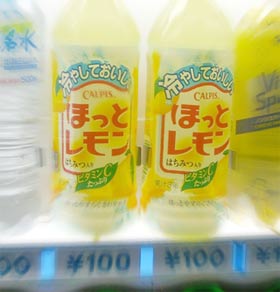 冷やしておいしい
冷やしておいしい
CALPIS
CALPIS
ほっと
レモン
はちみつ入り
ビタミンC
たっぷり
ほっと
レモン
はちみつ入り
ビタミンC
たっぷり
名水
00
¥100
¥100